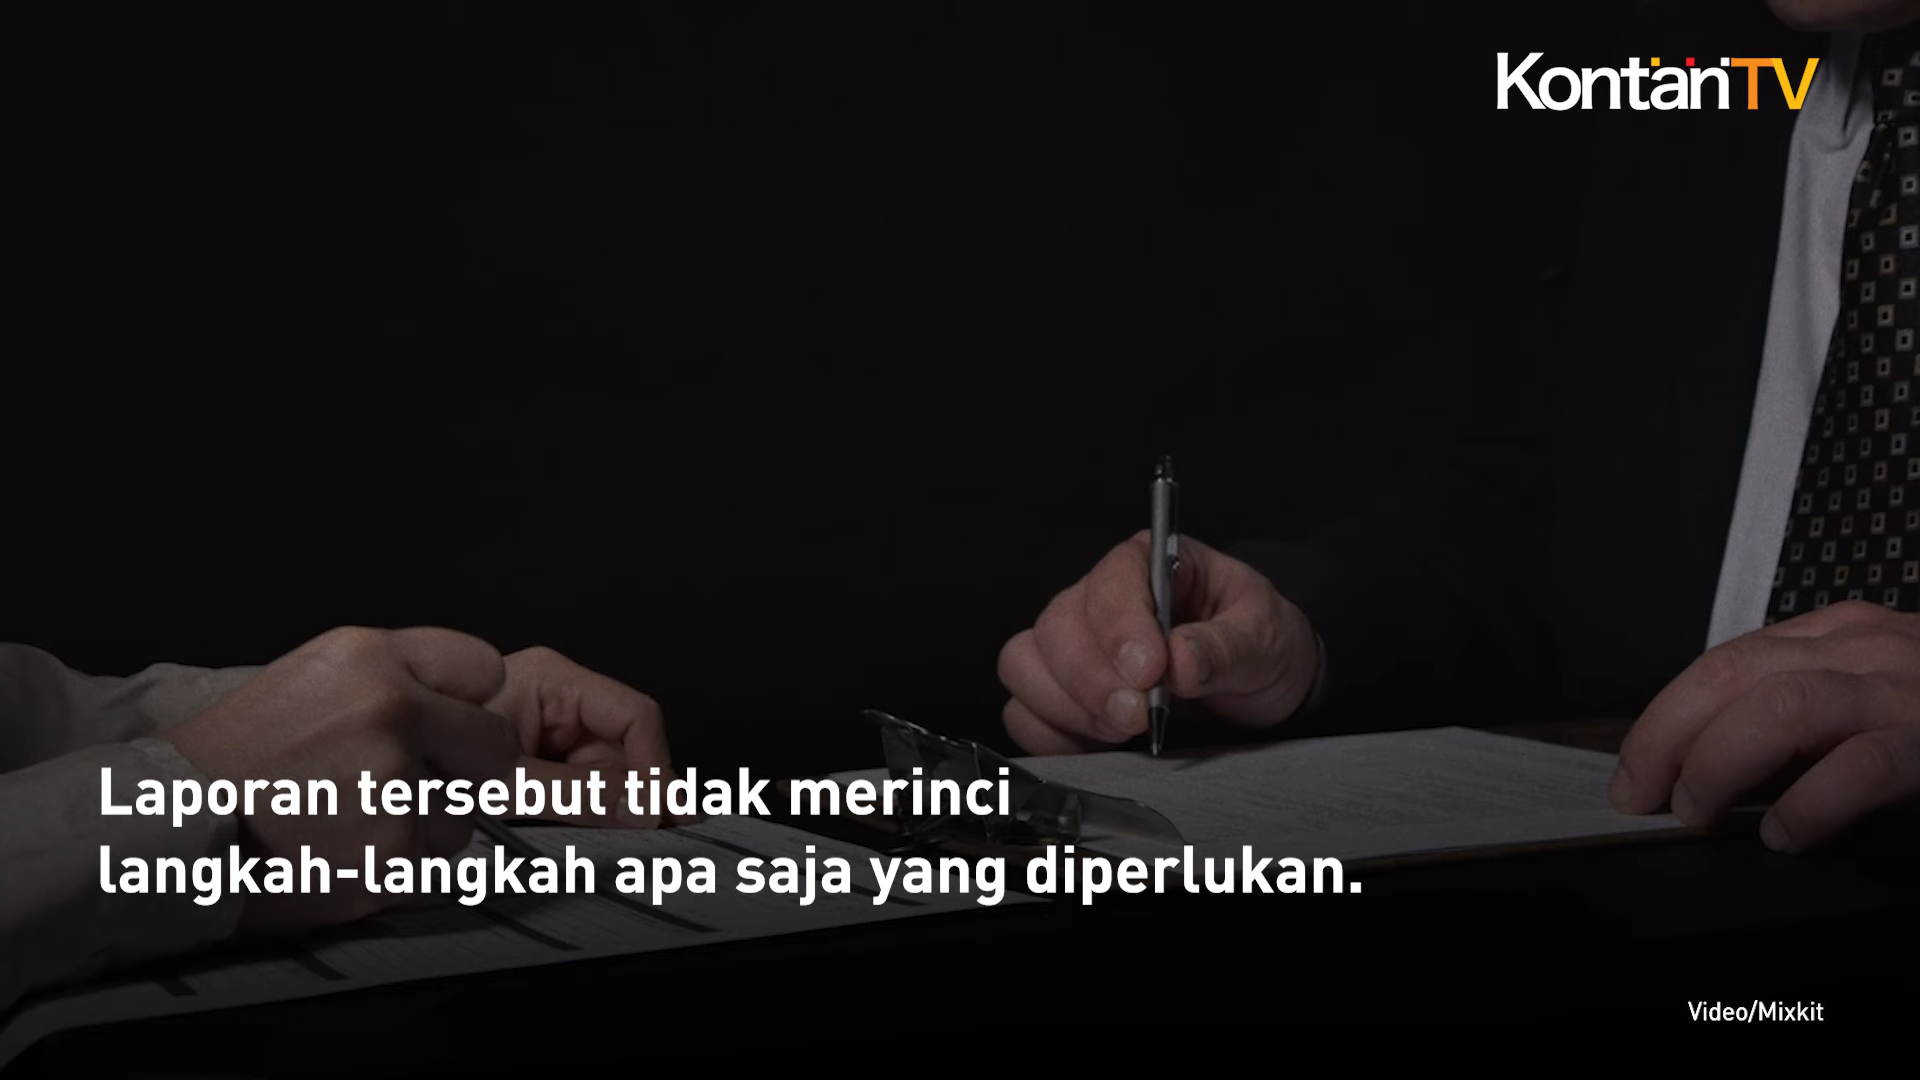 KontanTV
Laporan tersebut tidak merinci
langkah-langkah apa saja yang diperlukan.
Video/Mixkit